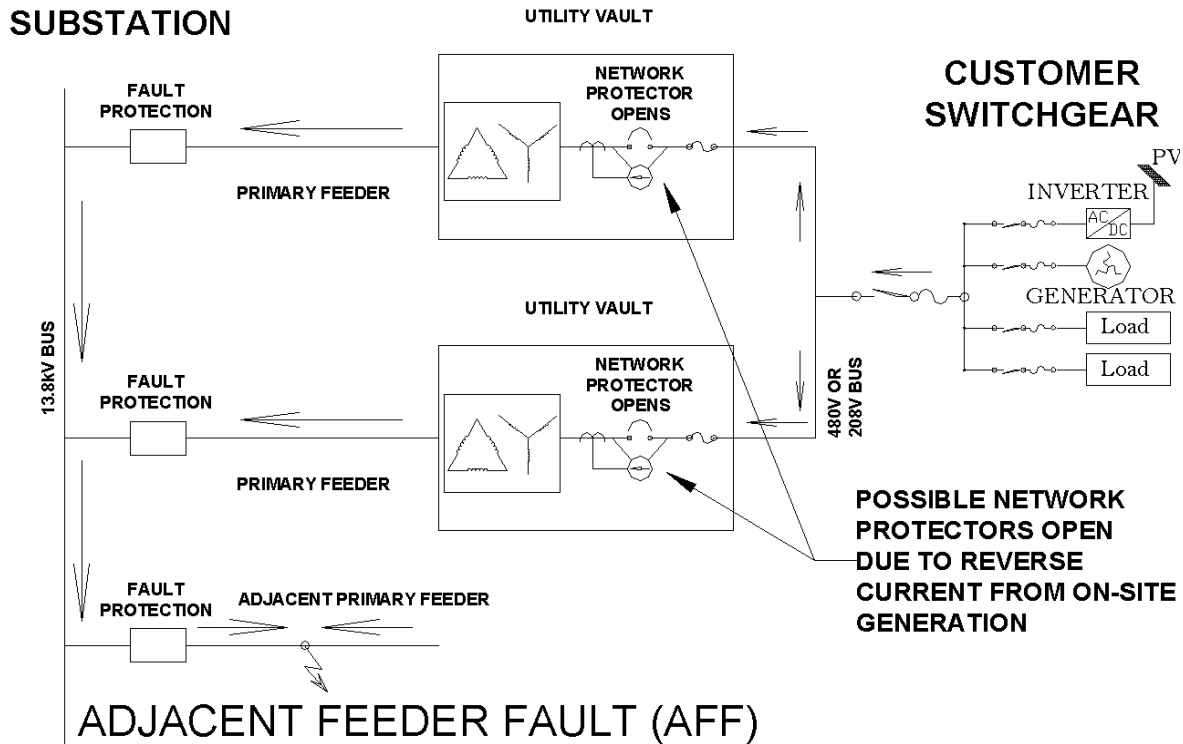 SUBSTATION
UTILITY VAULT
FAULT
PROTECTION
NETWORK
PROTECTOR
OPENS
CUSTOMER
SWITCHGEAR
PV
INVERTER
AC
DC
PRIMARY FEEDER
GENERATOR
Load
Load
UTILITY VAULT
13.8kV BUS
FAULT
PROTECTION
NETWORK
PROTECTOR
OPENS
480V OR
208V BUS
PRIMARY FEEDER
POSSIBLE NETWORK
PROTECTORS OPEN
DUE TO REVERSE
CURRENT FROM ON-SITE
GENERATION
FAULT
PROTECTION
ADJACENT PRIMARY FEEDER
ADJACENT FEEDER FAULT (AFF)